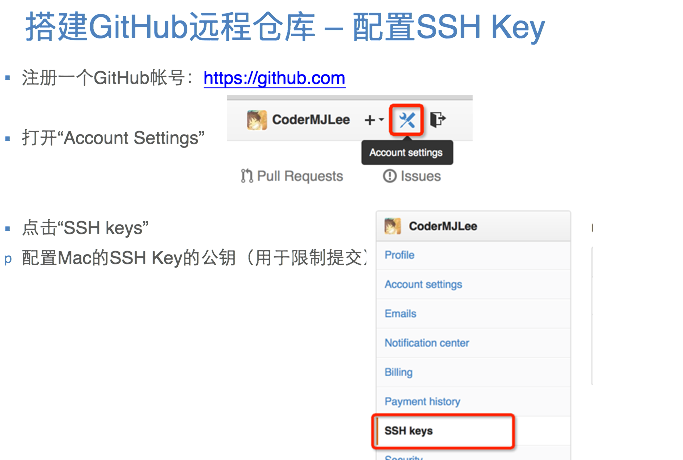 搭建GitHub远程仓库 – 配置SSH Key
注册一个GitHub帐号：https://github.com
CoderMJLee
打开“Account Settings”
Account settings
Pull Requests
Issues
点击“SSH keys”
p 配置Mac的SSH Key的公钥（用于限制提交）
CoderMJLee
Profile
Account settings
Emails
Notification center
Billing
Payment history
SSH keys
Security